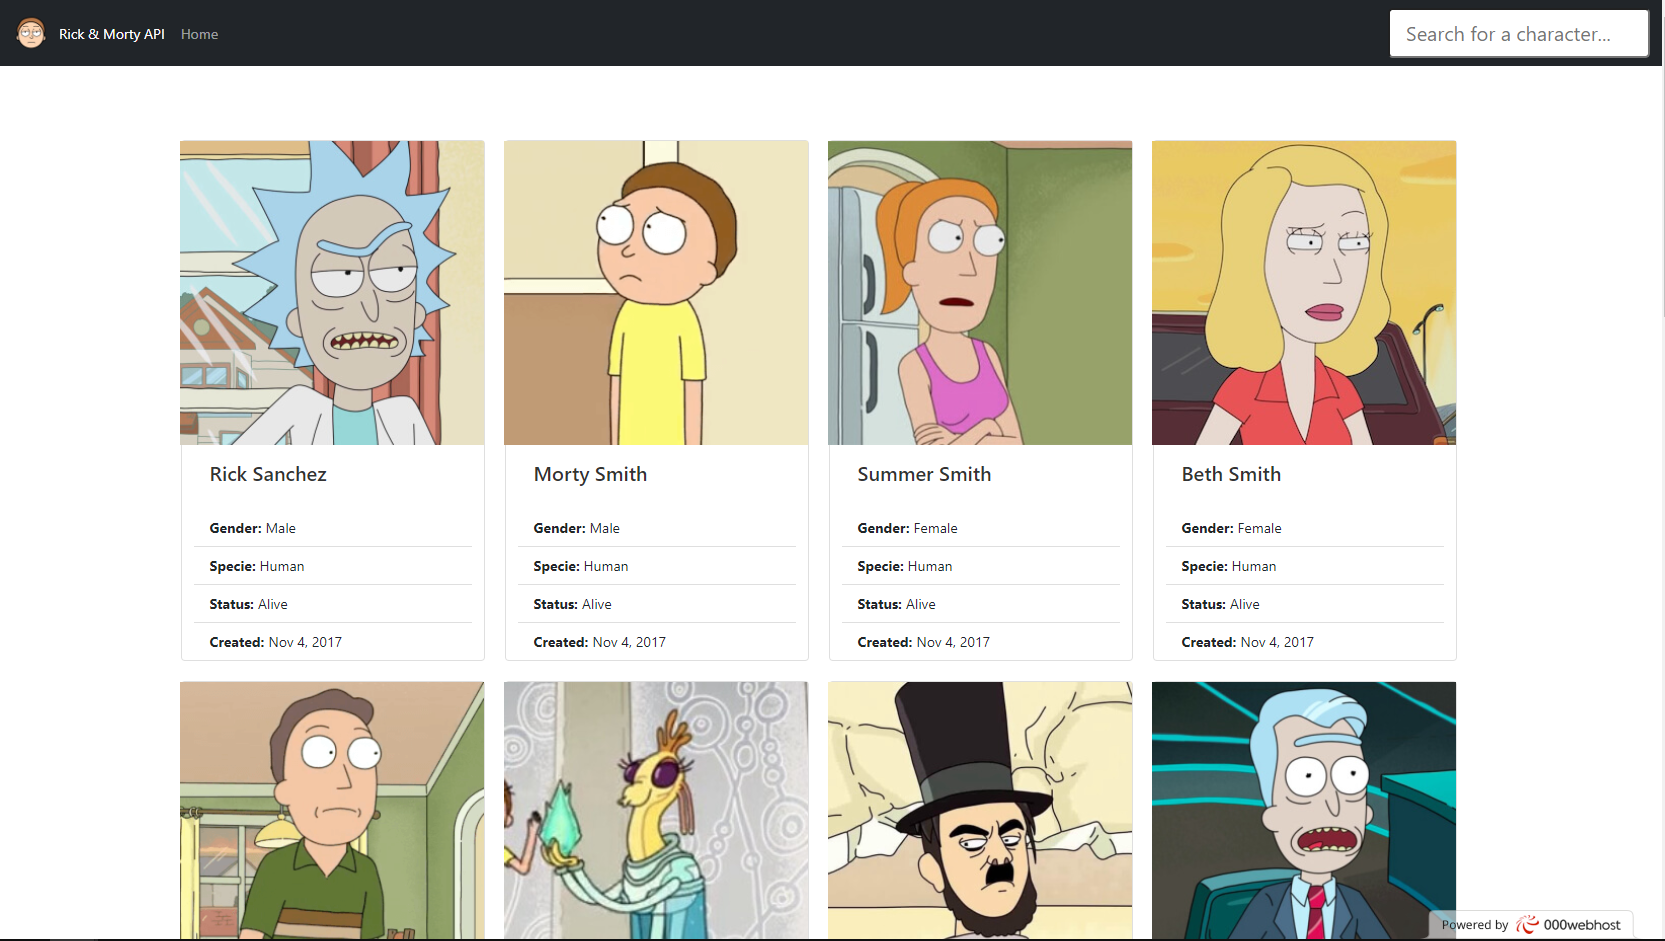 Rick & Morty API Home Search for a character...
Rick Sanchez
Gender: Male
Specie: Human
Status: Alive
Created: Nov 4, 2017
Morty Smith
Gender: Male
Specie: Human
Status: Alive
Created: Nov 4, 2017
Summer Smith
Gender: Female
Specie: Human
Status: Alive
Created: Nov 4, 2017
Beth Smith
Gender: Female
Specie: Human
Status: Alive
Created: Nov 4, 2017
Powered by 000webhost